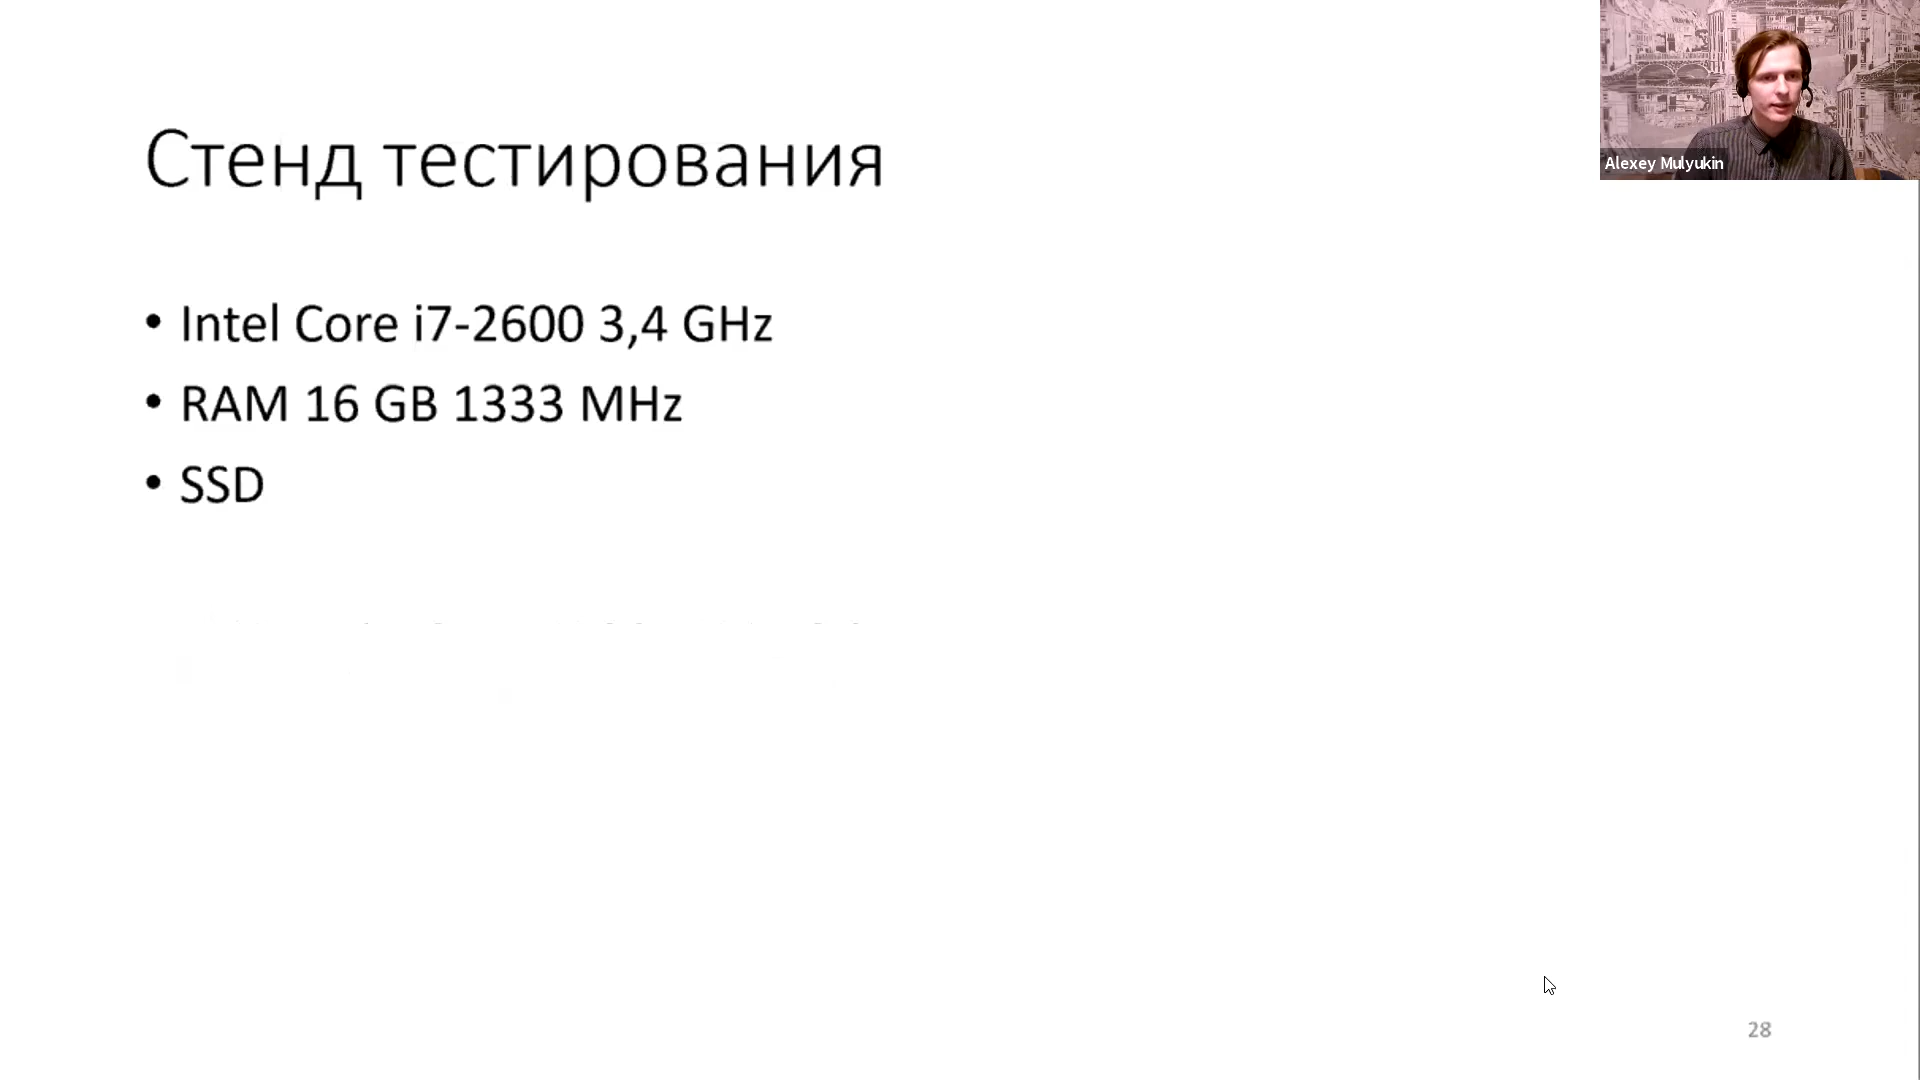 Alexey Mulyukin
Стенд тестирования
• Intel Core i7-2600 3,4 GHz
• RAM 16 GB 1333 MHz
• SSD
28